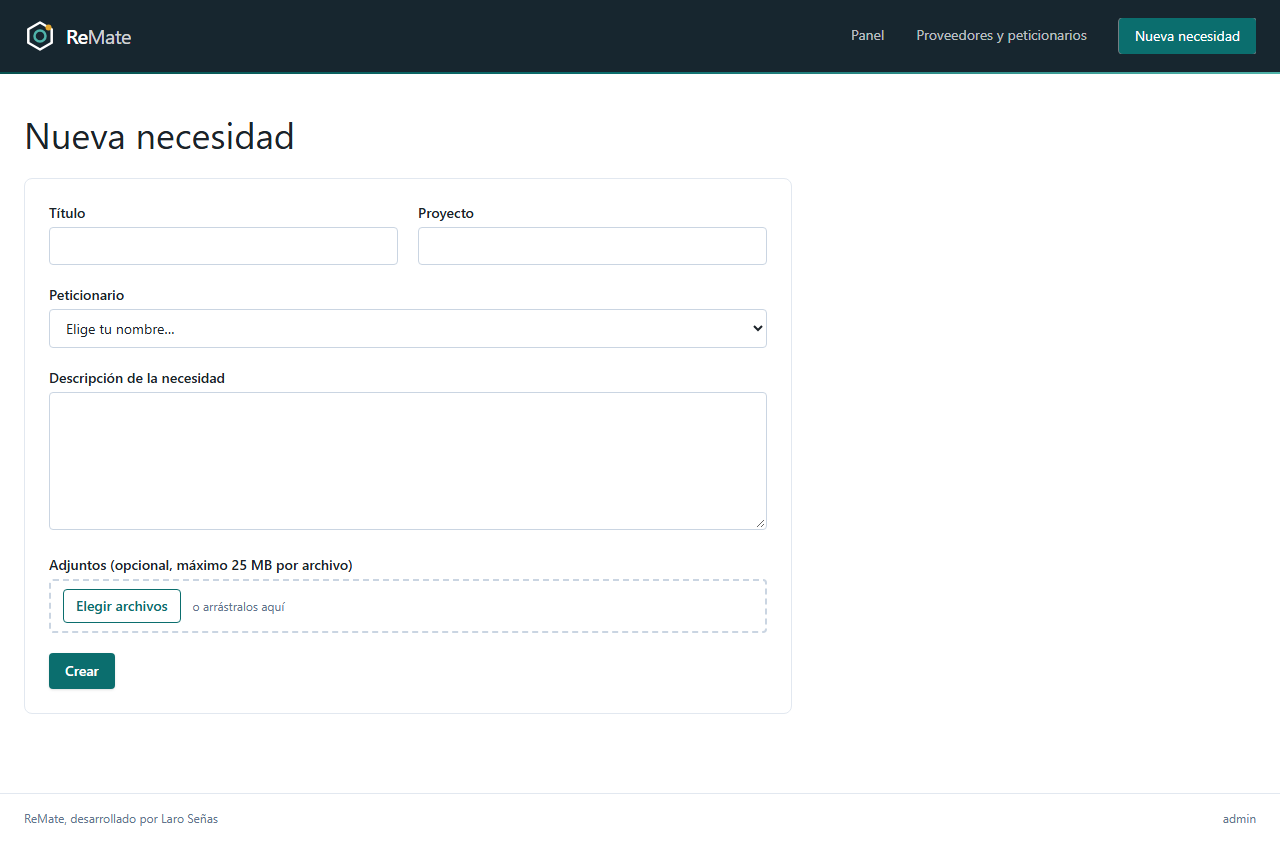 ReMate
Panel
Proveedores y peticionarios
Nueva necesidad
Nueva necesidad
Título
Proyecto
Peticionario
Elige tu nombre...
Descripción de la necesidad
Adjuntos (opcional, máximo 25 MB por archivo)
Elegir archivos
o arrástralos aquí
Crear
ReMate, desarrollado por Laro Señas
admin